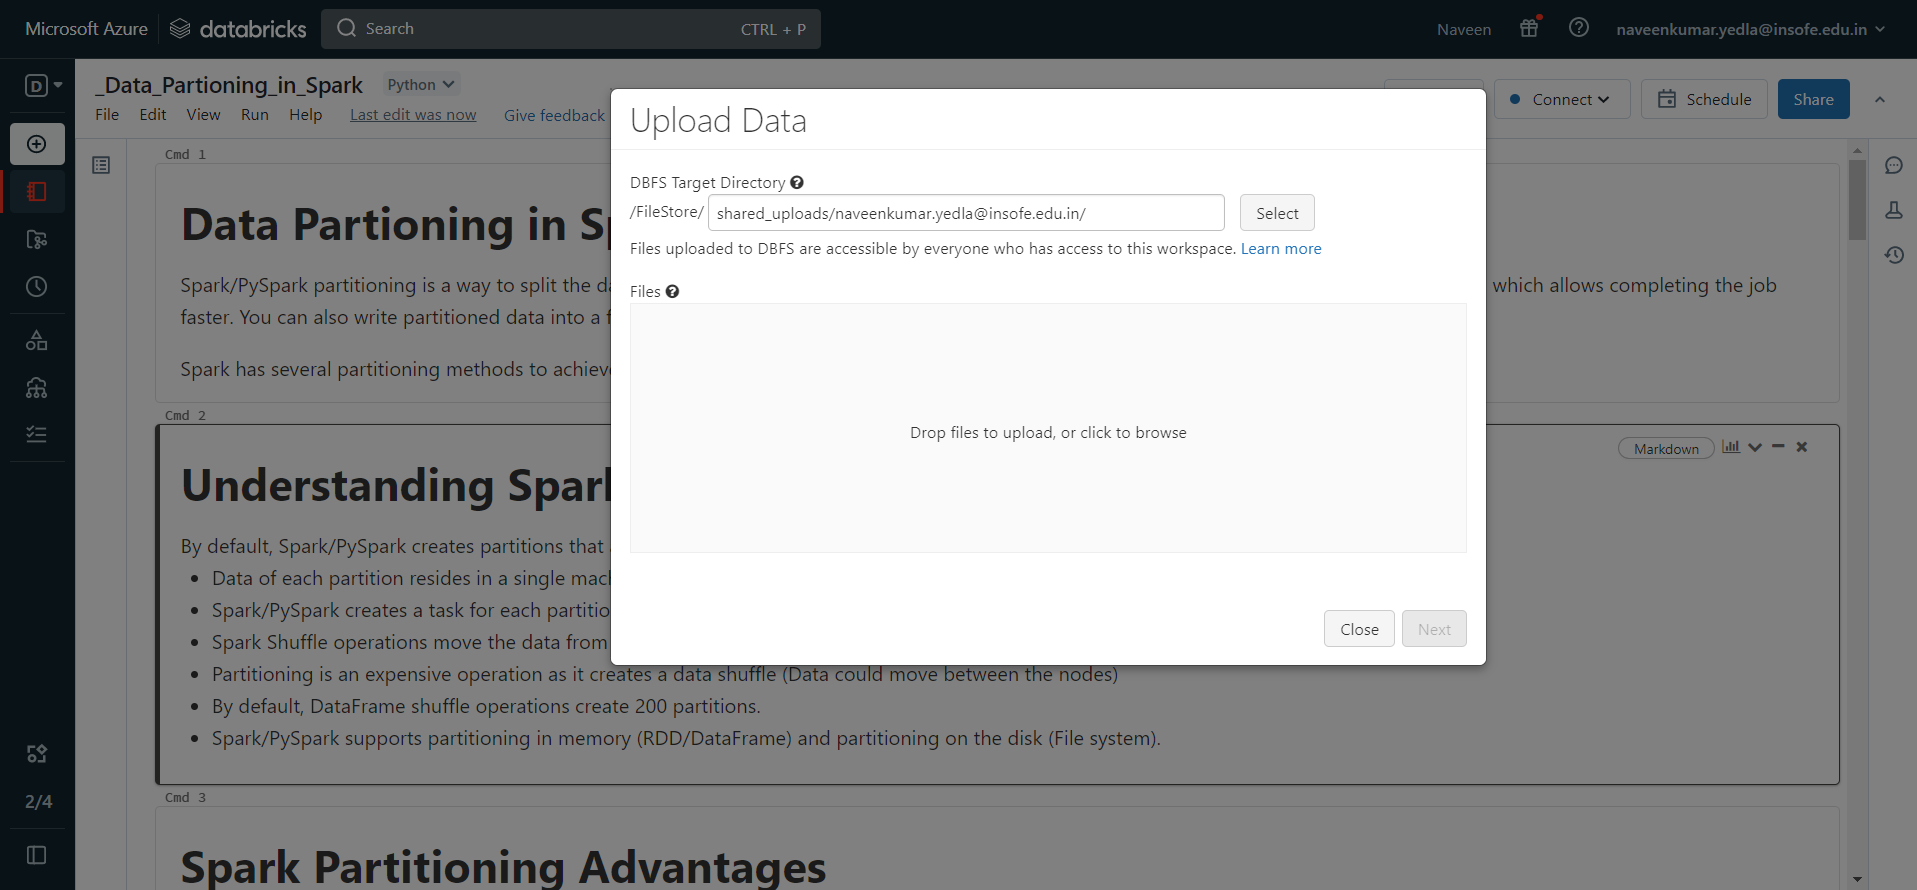 Microsoft Azure databricks Search CTRL + P Naveen naveenkumar.yedla@insofe.edu.in
D _Data_Partioning_in_Spark Python
File Edit View Run Help Last edit was now Give feedback Connect Schedule Share
Cmd 1
Data Partioning in Sp
Spark/PySpark partitioning is a way to split the da which allows completing the job
faster. You can also write partitioned data into a f
Spark has several partitioning methods to achieve
Cmd 2
Markdown
Understanding Spark
By default, Spark/PySpark creates partitions that
Data of each partition resides in a single mac
Spark/PySpark creates a task for each partitio
Spark Shuffle operations move the data from
Partitioning is an expensive operation as it creates a data shuffle (Data could move between the nodes)
By default, DataFrame shuffle operations create 200 partitions.
Spark/PySpark supports partitioning in memory (RDD/DataFrame) and partitioning on the disk (File system).
2/4
Cmd 3
Spark Partitioning Advantages
Upload Data
DBFS Target Directory
/FileStore/ shared_uploads/naveenkumar.yedla@insofe.edu.in/ Select
Files uploaded to DBFS are accessible by everyone who has access to this workspace. Learn more
Files
Drop files to upload, or click to browse
Close Next